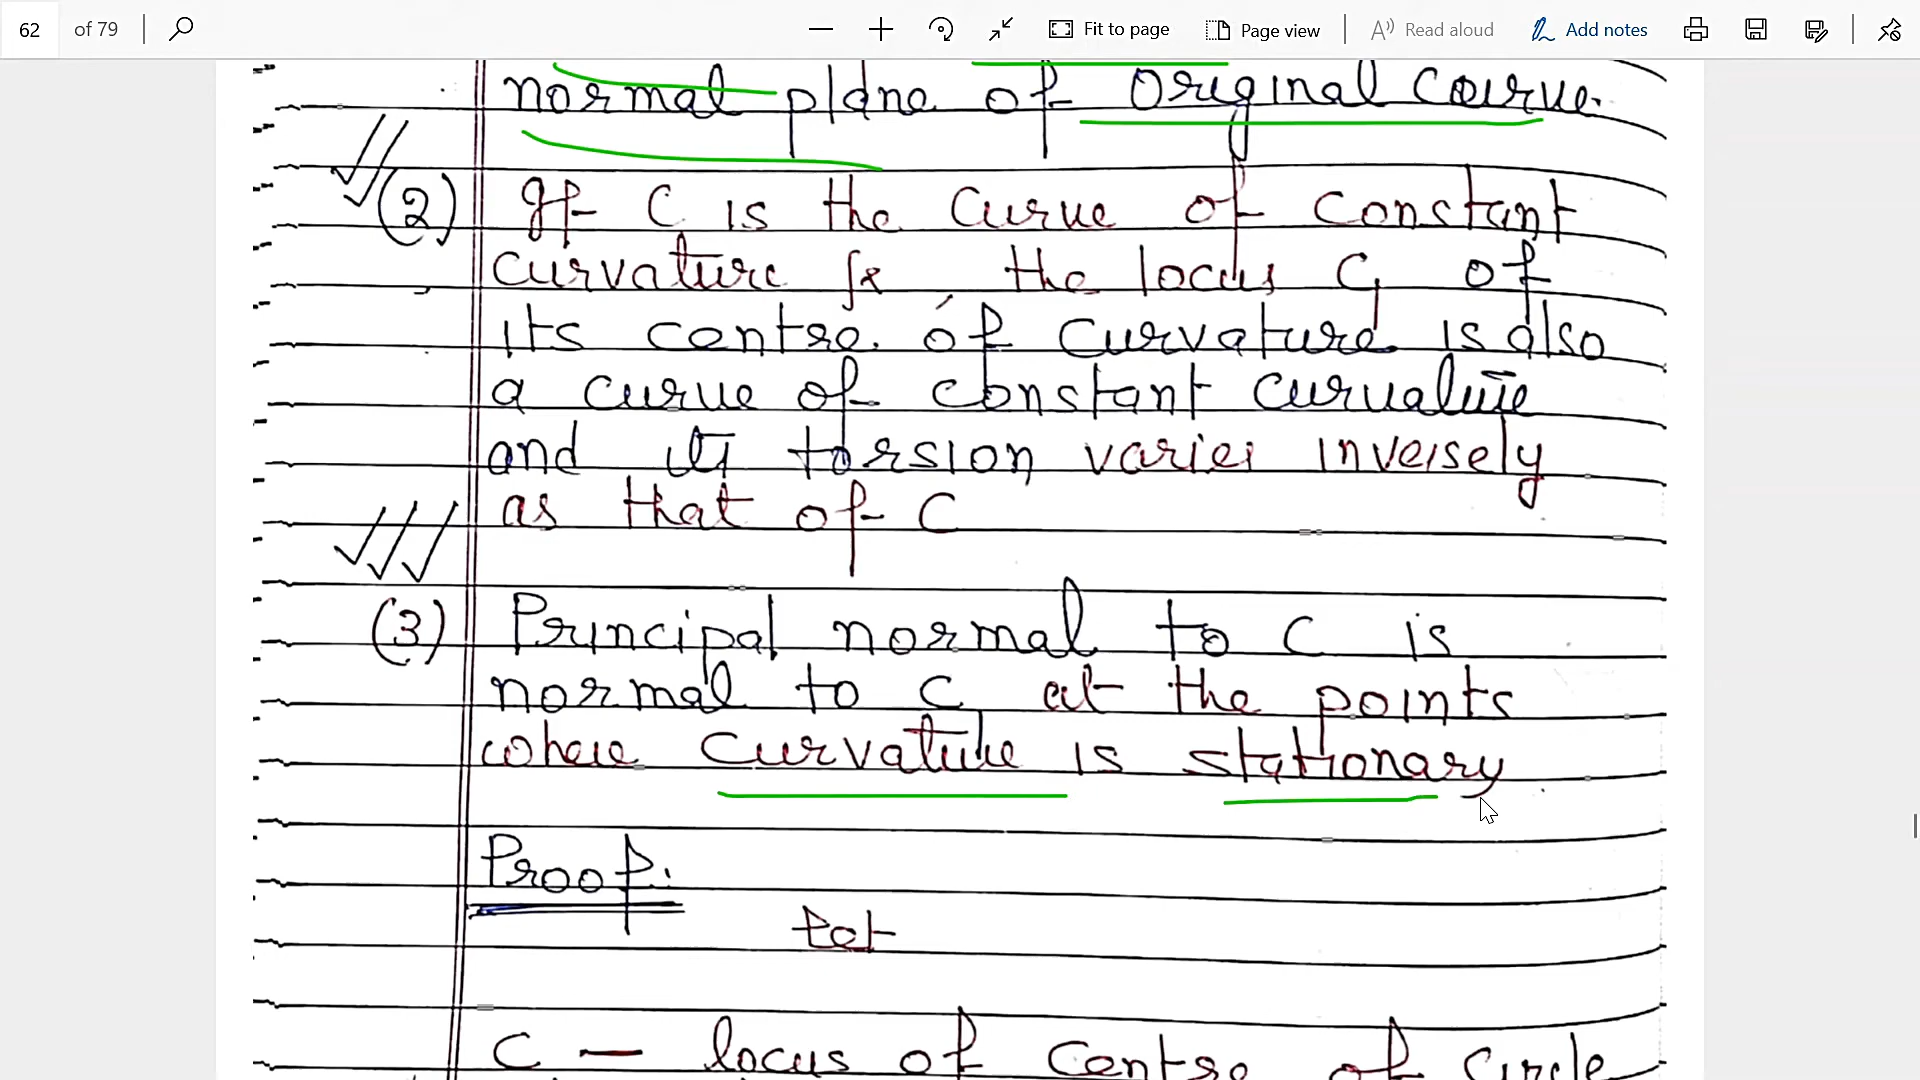 62 of 79 Fit to page Page view Read aloud Add notes
normal plane of original curve.
(2) If C is the curve of constant
curvature k, the locus C₁ of
its centre of curvature is also
a curve of constant curvature
and its torsion varies inversely
as that of C
(3) Principal normal to C is
normal to C₁ at the points
where curvature is stationary
Proof:
Let
C — locus of centre of circle